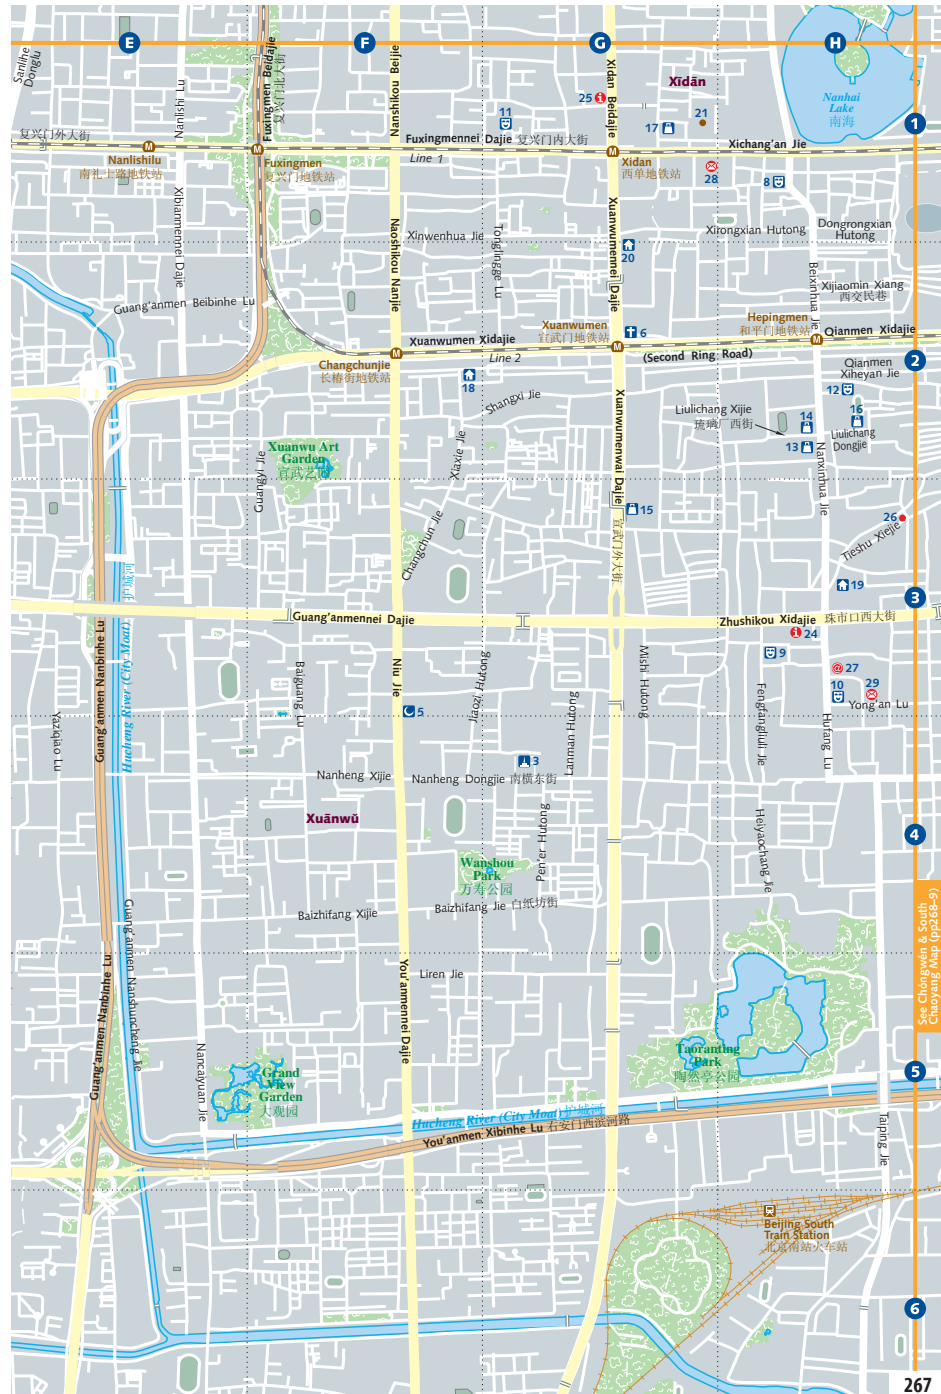 E
F
G
H
Sanlihe
Donglu
Nanlishi Lu
Fuxingmen Beidajie
复兴门北大街
Naoshikou Beijie
Xidan Beidajie
Xīdān
Nanhai
Lake
南海
25
11
17
21
1
复兴门外大街
Fuxingmennei Dajie 复兴门内大街
Line 1
Xichang'an Jie
M
Nanlishilu
南礼士路地铁站
M
Fuxingmen
复兴门地铁站
M
Xidan
西单地铁站
28
8
Xibianmennei Dajie
Naoshikou Nanjie
Xinwenhua Jie
Tonglingge Lu
Xuanwumennei Dajie
20
Xirongxian Hutong
Dongrongxian
Hutong
Beixinhua Jie
Xijiaomin Xiang
西交民巷
Guang'anmen Beibinhe Lu
Xuanwumen Xidajie
Line 2
Xuanwumen
宣武门地铁站
M
6
Hepingmen
和平门地铁站
M
Qianmen Xidajie
(Second Ring Road)
2
M
Changchunjie
长椿街地铁站
18
Qianmen
Xiheyan Jie
12
16
Shangxi Jie
Liulichang Xijie
琉璃厂西街
14
13
Liulichang
Dongjie
Xuanwumenwai Dajie
宣武门外大街
Nanxinhua Jie
Xuanwu Art
Garden
宣武艺园
Guangyi Jie
Xiaxie Jie
Changchun Jie
15
26
Tieshu Xiejie
19
3
Hucheng River (City Moat) 护城河
Guang'anmen Nanbinhe Lu
Guang'anmennei Dajie
Zhushikou Xidajie 珠市口西大街
24
9
27
10
29
Yong'an Lu
Baiguang Lu
Niu Jie
5
Jiaozi Hutong
Lanman Hutong
Mishi Hutong
Fengfangliuli Jie
Hufang Lu
Yaziqiao Lu
Nanheng Xijie
Nanheng Dongjie 南横东街
3
Xuānwǔ
Pen'er Hutong
Heiyaochang Jie
4
Wanshou
Park
万寿公园
Baizhifang Xijie
Baizhifang Jie 白纸坊街
See Chóngwén & South
Chaoyang Map (pp268–9)
Guang'anmen Nanshuncheng Jie
Guang'anmen Nanbinhe Lu
Liren Jie
You'anmennei Dajie
Nancaiyuan Jie
Grand
View
Garden
大观园
Taoranting
Park
陶然亭公园
5
Hucheng River (City Moat) 护城河
You'anmen Xibinhe Lu 右安门西滨河路
Taiping Jie
Beijing South
Train Station
北京南站火车站
6
267